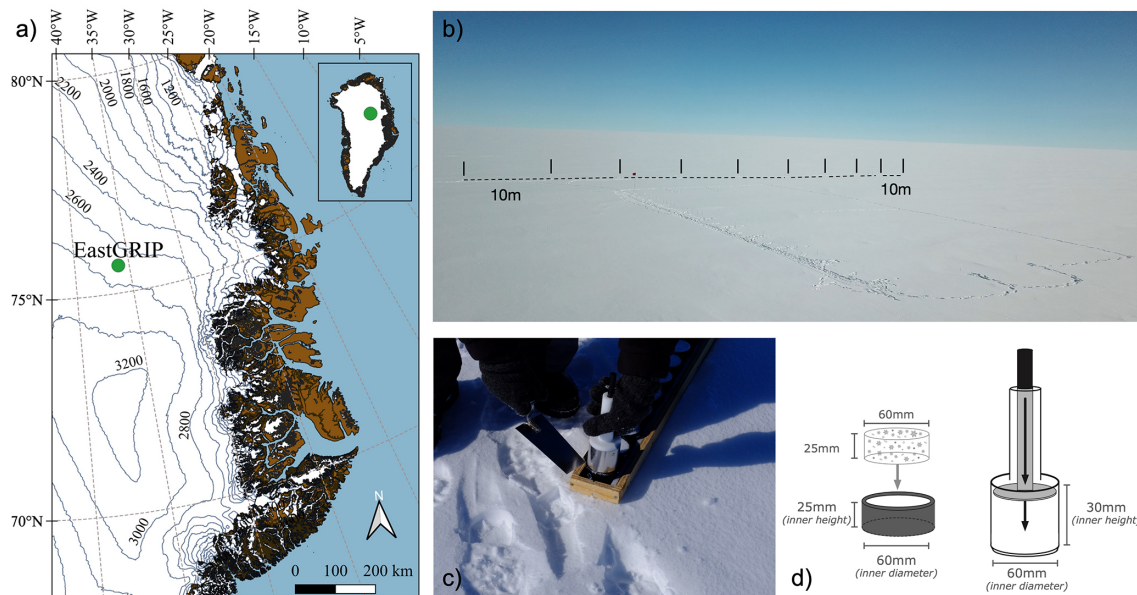 a)
40°W 35°W 30°W 25°W 20°W 15°W 10°W 5°W
80°N
75°N
70°N
2200
2000
1800
1600
1200
2400
2600
EastGRIP
3200
2800
3000
N
0 100 200 km
b)
10m
10m
c)
d)
60mm
25mm
25mm
(inner height)
60mm
(inner diameter)
30mm
(inner height)
60mm
(inner diameter)